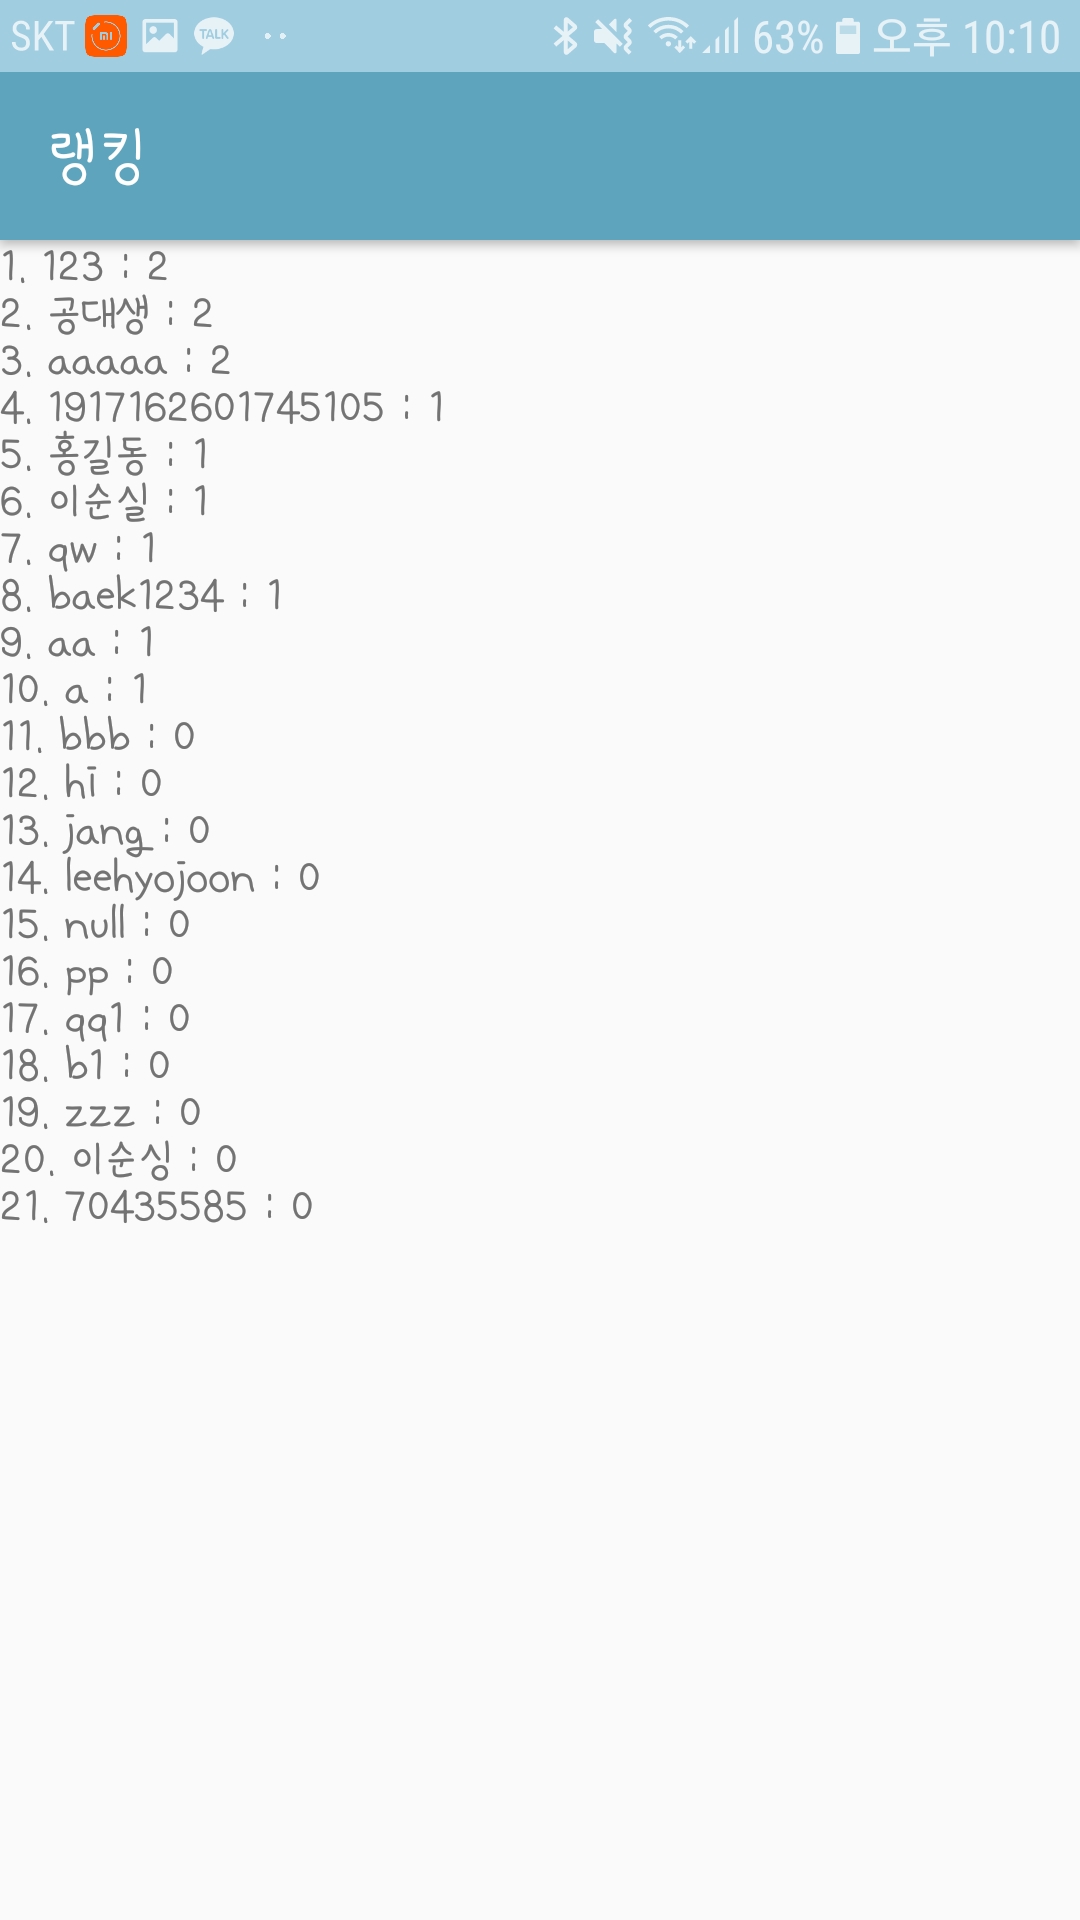 SKT TALK 63% 오후 10:10
랭킹
1. 123 : 2
2. 공대생 : 2
3. aaaaa : 2
4. 1917162601745105 : 1
5. 홍길동 : 1
6. 이순실 : 1
7. qw : 1
8. baek1234 : 1
9. aa : 1
10. a : 1
11. bbb : 0
12. hi : 0
13. jang : 0
14. leehyojoon : 0
15. null : 0
16. pp : 0
17. qq1 : 0
18. b1 : 0
19. zzz : 0
20. 이순싱 : 0
21. 70435585 : 0